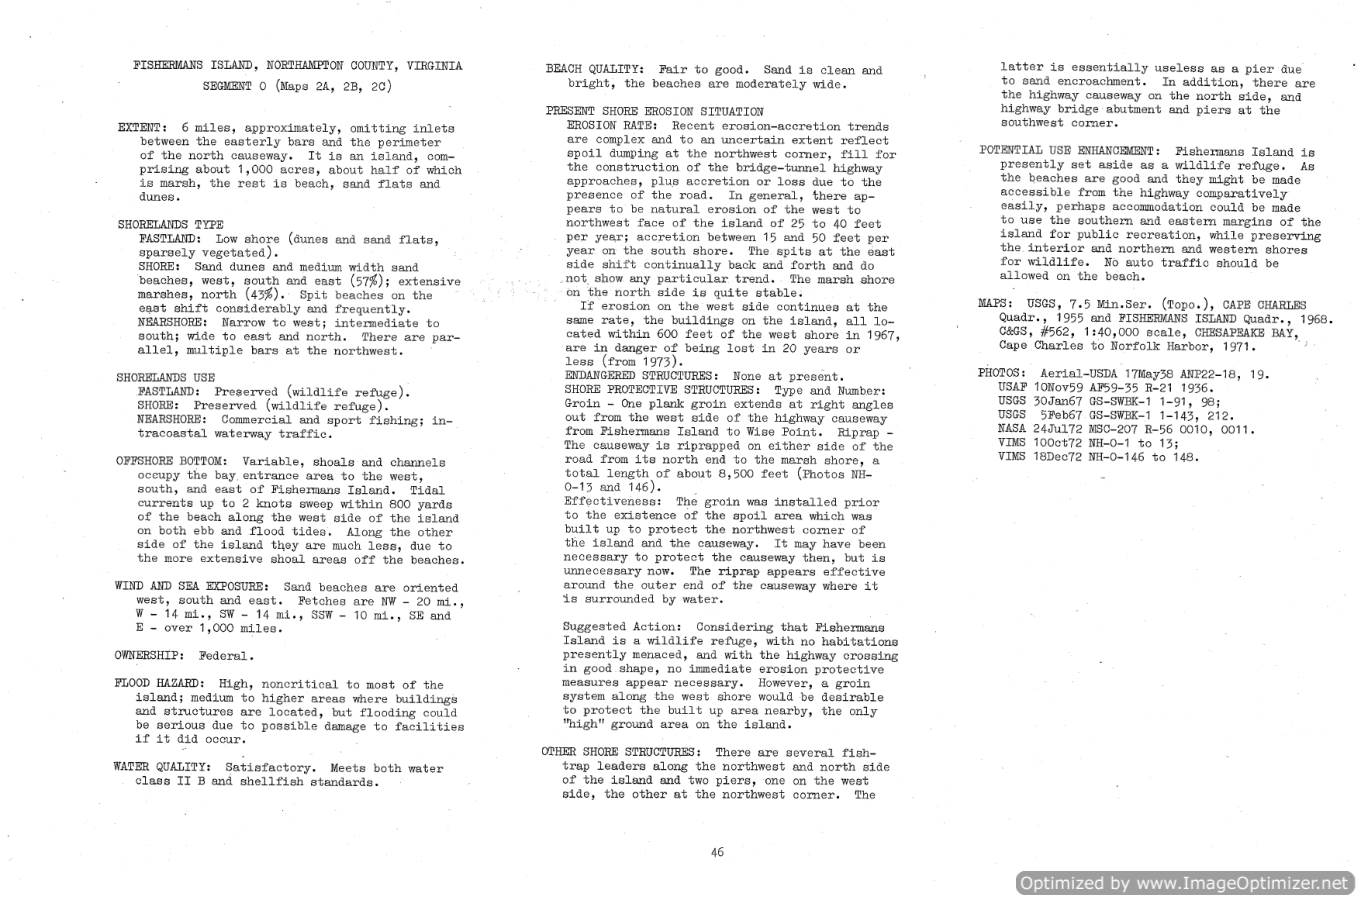 FISHERMANS ISLAND, NORTHAMPTON COUNTY, VIRGINIA
SEGMENT O (Maps 2A, 2B, 2C)
EXTENT: 6 miles, approximately, omitting inlets
between the easterly bars and the perimeter
of the north causeway. It is an island, com-
prising about 1,000 acres, about half of which
is marsh, the rest is beach, sand flats and
dunes.
SHORELANDS TYPE
FASTLAND: Low shore (dunes and sand flats,
sparsely vegetated).
SHORE: Sand dunes and medium width sand
beaches, west, south and east (57%); extensive
marshes, north (43%). Spit beaches on the
east shift considerably and frequently.
NEARSHORE: Narrow to west; intermediate to
south; wide to east and north. There are par-
allel, multiple bars at the northwest.
SHORELANDS USE
FASTLAND: Preserved (wildlife refuge).
SHORE: Preserved (wildlife refuge).
NEARSHORE: Commercial and sport fishing; in-
tracoastal waterway traffic.
OFFSHORE BOTTOM: Variable, shoals and channels
occupy the bay entrance area to the west,
south, and east of Fishermans Island. Tidal
currents up to 2 knots sweep within 800 yards
of the beach along the west side of the island
on both ebb and flood tides. Along the other
side of the island they are much less, due to
the more extensive shoal areas off the beaches.
WIND AND SEA EXPOSURE: Sand beaches are oriented
west, south and east. Fetches are NW - 20 mi.,
W - 14 mi., SW - 14 mi., SSW - 10 mi., SE and
E - over 1,000 miles.
OWNERSHIP: Federal.
FLOOD HAZARD: High, noncritical to most of the
island; medium to higher areas where buildings
and structures are located, but flooding could
be serious due to possible damage to facilities
if it did occur.
WATER QUALITY: Satisfactory. Meets both water
class II B and shellfish standards.
BEACH QUALITY: Fair to good. Sand is clean and
bright, the beaches are moderately wide.
PRESENT SHORE EROSION SITUATION
EROSION RATE: Recent erosion-accretion trends
are complex and to an uncertain extent reflect
spoil dumping at the northwest corner, fill for
the construction of the bridge-tunnel highway
approaches, plus accretion or loss due to the
presence of the road. In general, there ap-
pears to be natural erosion of the west to
northwest face of the island of 25 to 40 feet
per year; accretion between 15 and 50 feet per
year on the south shore. The spits at the east
side shift continually back and forth and do
not show any particular trend. The marsh shore
on the north side is quite stable.
If erosion on the west side continues at the
same rate, the buildings on the island, all lo-
cated within 600 feet of the west shore in 1967,
are in danger of being lost in 20 years or
less (from 1973).
ENDANGERED STRUCTURES: None at present.
SHORE PROTECTIVE STRUCTURES: Type and Number:
Groin - One plank groin extends at right angles
out from the west side of the highway causeway
from Fishermans Island to Wise Point. Riprap -
The causeway is riprapped on either side of the
road from its north end to the marsh shore, a
total length of about 8,500 feet (Photos NH-
O-13 and 146).
Effectiveness: The groin was installed prior
to the existence of the spoil area which was
built up to protect the northwest corner of
the island and the causeway. It may have been
necessary to protect the causeway then, but is
unnecessary now. The riprap appears effective
around the outer end of the causeway where it
is surrounded by water.
Suggested Action: Considering that Fishermans
Island is a wildlife refuge, with no habitations
presently menaced, and with the highway crossing
in good shape, no immediate erosion protective
measures appear necessary. However, a groin
system along the west shore would be desirable
to protect the built up area nearby, the only
"high" ground area on the island.
OTHER SHORE STRUCTURES: There are several fish-
trap leaders along the northwest and north side
of the island and two piers, one on the west
side, the other at the northwest corner. The
latter is essentially useless as a pier due
to sand encroachment. In addition, there are
the highway causeway on the north side, and
highway bridge abutment and piers at the
southwest corner.
POTENTIAL USE ENHANCEMENT: Fishermans Island is
presently set aside as a wildlife refuge. As
the beaches are good and they might be made
accessible from the highway comparatively
easily, perhaps accommodation could be made
to use the southern and eastern margins of the
island for public recreation, while preserving
the interior and northern and western shores
for wildlife. No auto traffic should be
allowed on the beach.
MAPS: USGS, 7.5 Min.Ser. (Topo.), CAPE CHARLES
Quadr., 1955 and FISHERMANS ISLAND Quadr., 1968.
C&GS, #562, 1:40,000 scale, CHESAPEAKE BAY,
Cape Charles to Norfolk Harbor, 1971.
PHOTOS: Aerial-USDA 17May38 ANP22-18, 19.
USAF 10Nov59 AF59-35 R-21 1936.
USGS 30Jan67 GS-SWBK-1 1-91, 98;
USGS 5Feb67 GS-SWBK-1 1-143, 212.
NASA 24Jul72 MSC-207 R-56 0010, 0011.
VIMS 10Oct72 NH-O-1 to 13;
VIMS 18Dec72 NH-O-146 to 148.
46
Optimized by www.ImageOptimizer.net